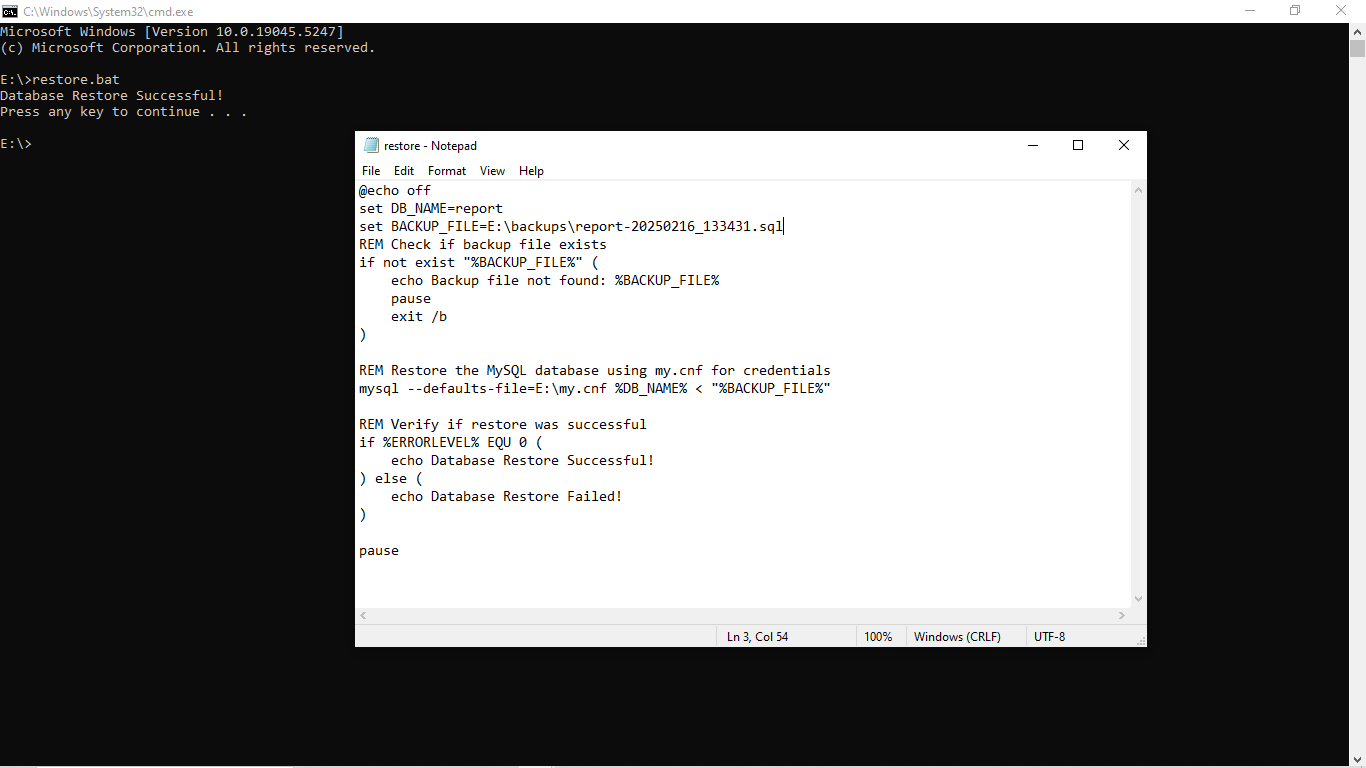 C:\Windows\System32\cmd.exe
Microsoft Windows [Version 10.0.19045.5247]
(c) Microsoft Corporation. All rights reserved.
E:\>restore.bat
Database Restore Successful!
Press any key to continue . . .
E:\>
restore - Notepad
File Edit Format View Help
@echo off
set DB_NAME=report
set BACKUP_FILE=E:\backups\report-20250216_133431.sql
REM Check if backup file exists
if not exist "%BACKUP_FILE%" (
    echo Backup file not found: %BACKUP_FILE%
    pause
    exit /b
)
REM Restore the MySQL database using my.cnf for credentials
mysql --defaults-file=E:\my.cnf %DB_NAME% < "%BACKUP_FILE%"
REM Verify if restore was successful
if %ERRORLEVEL% EQU 0 (
    echo Database Restore Successful!
) else (
    echo Database Restore Failed!
)
pause
Ln 3, Col 54 100% Windows (CRLF) UTF-8